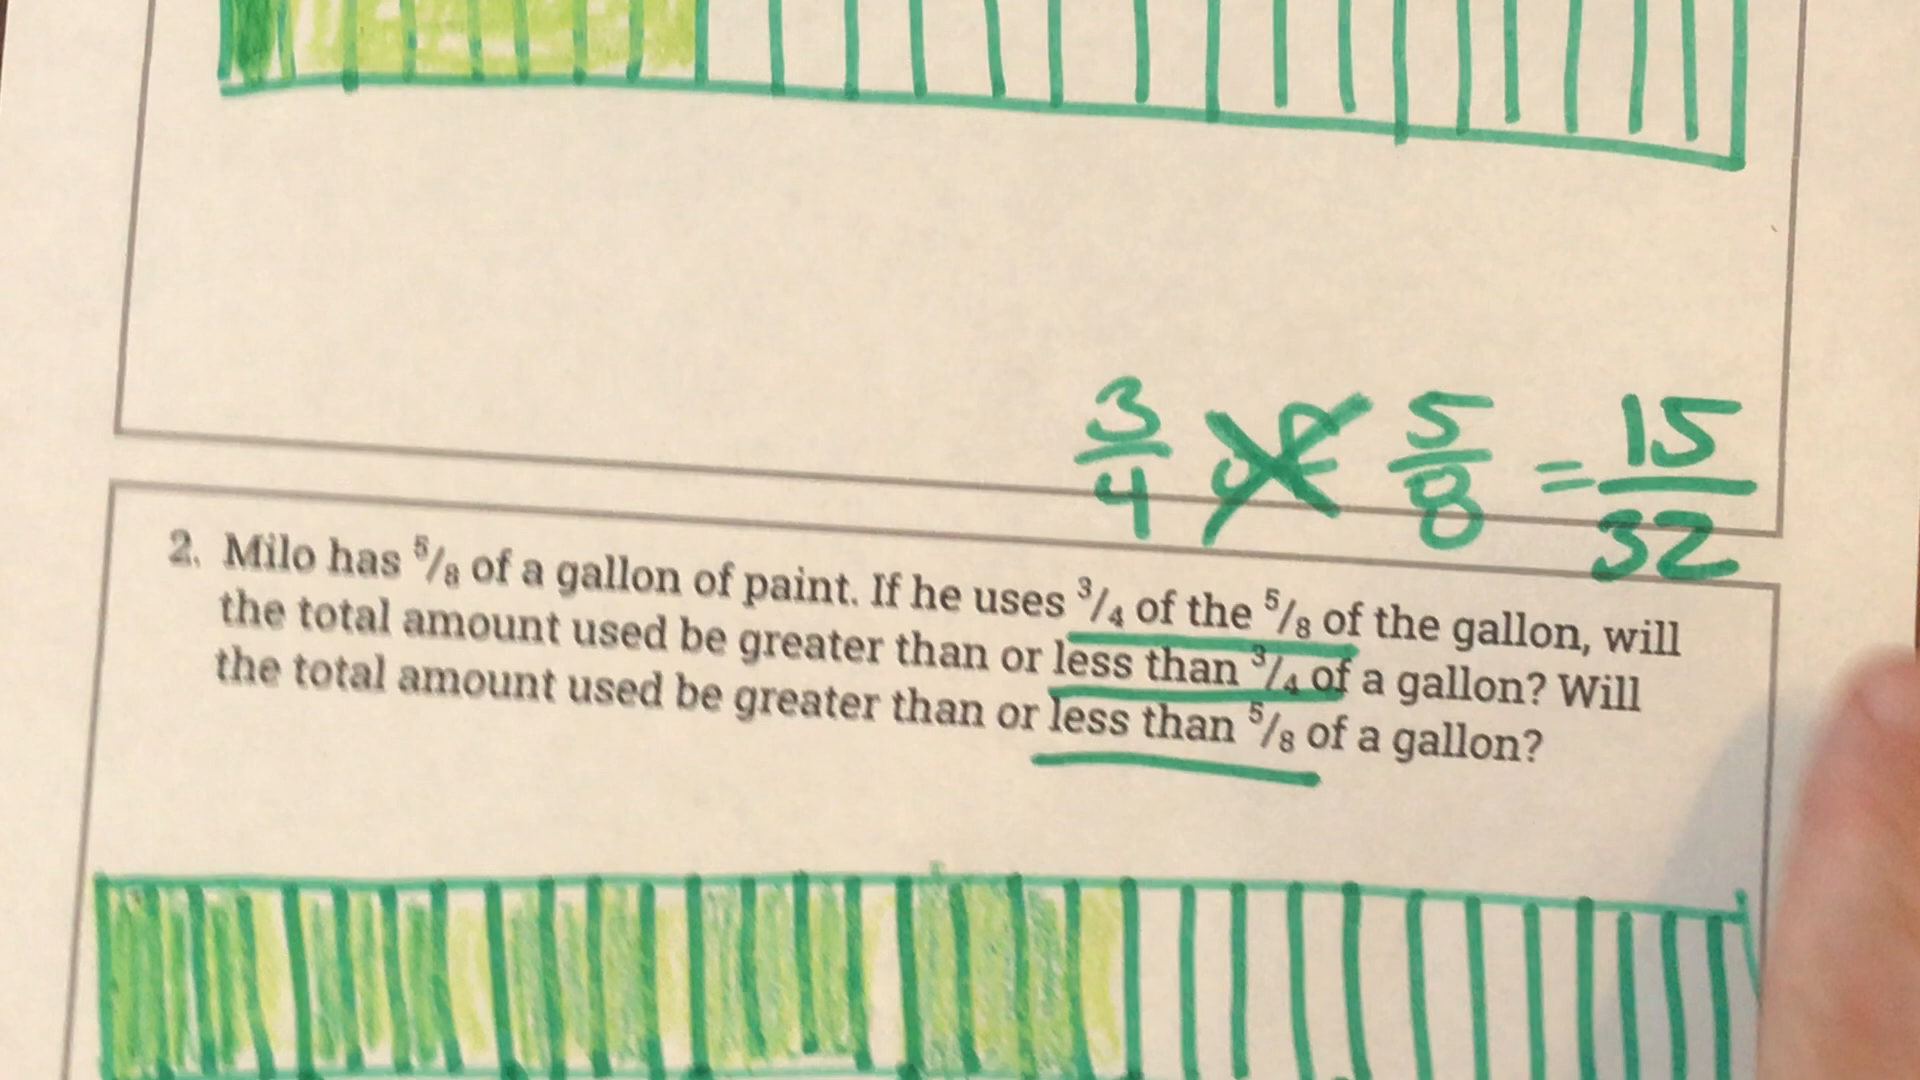 3/4 × 5/8 = 15/32
2. Milo has 5/8 of a gallon of paint. If he uses 3/4 of the 5/8 of the gallon, will
the total amount used be greater than or less than 3/4 of a gallon? Will
the total amount used be greater than or less than 5/8 of a gallon?